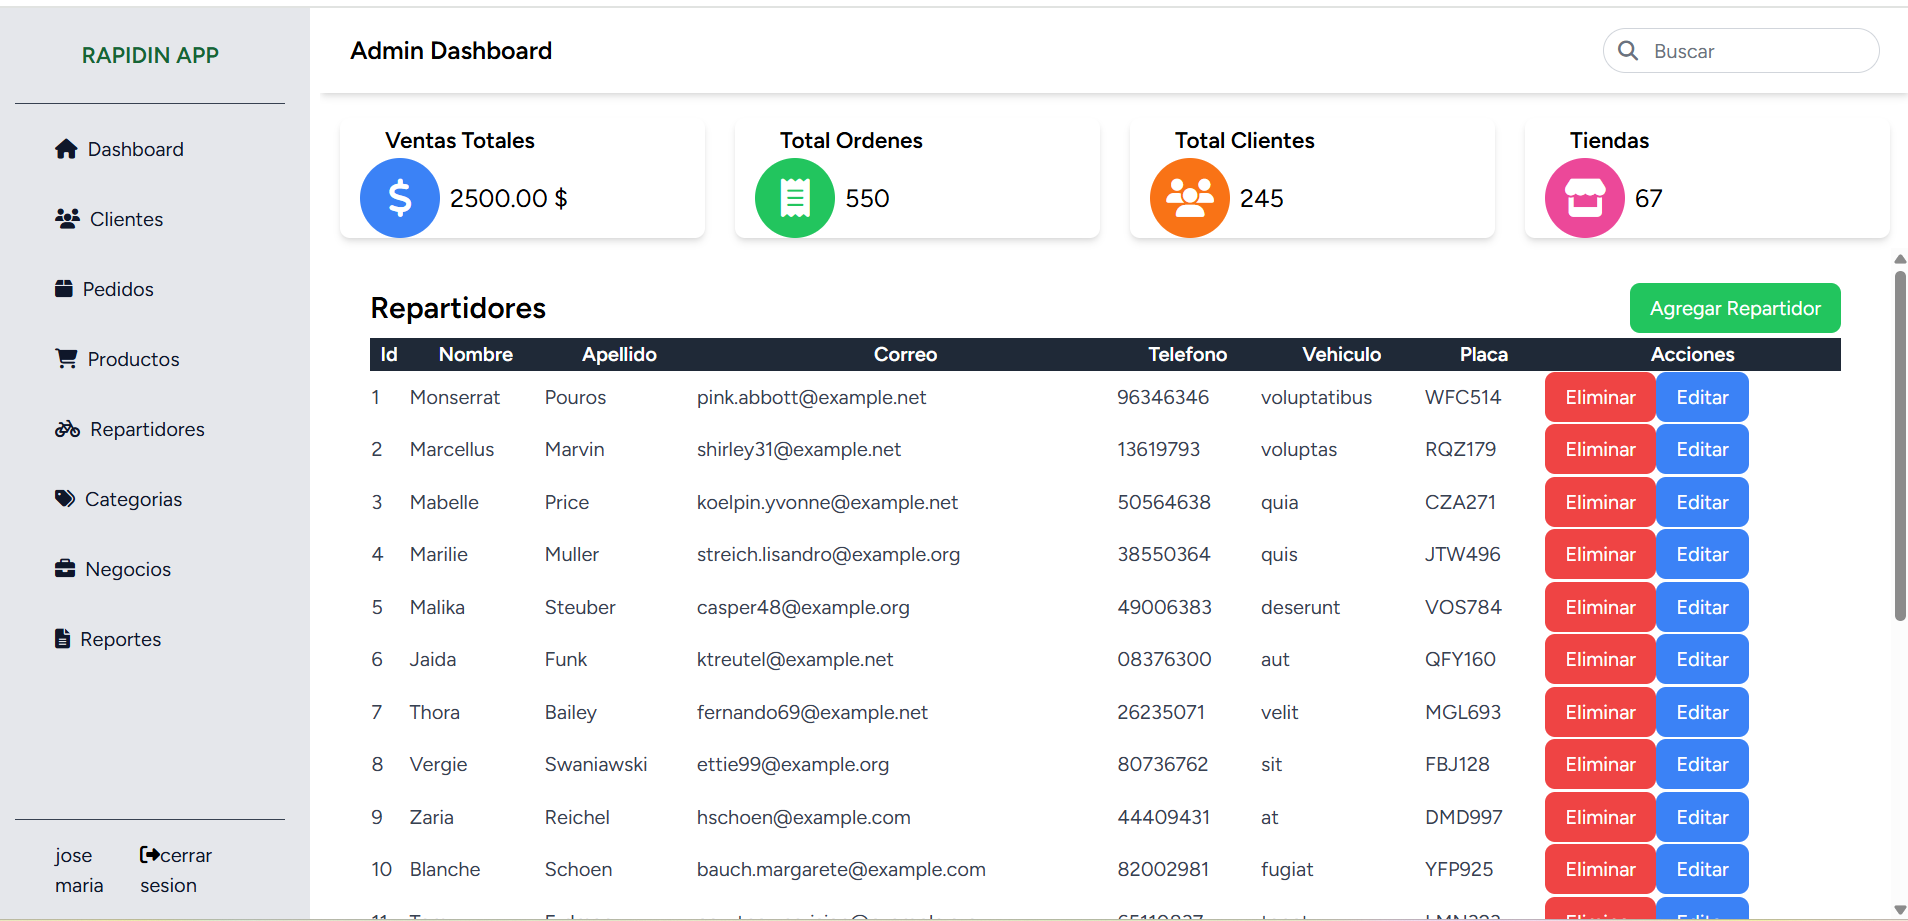 RAPIDIN APP
Dashboard
Clientes
Pedidos
Productos
Repartidores
Categorias
Negocios
Reportes
jose maria
cerrar sesion
Admin Dashboard
Buscar
Ventas Totales
2500.00 $
Total Ordenes
550
Total Clientes
245
Tiendas
67
Repartidores
Agregar Repartidor
Id Nombre Apellido Correo Telefono Vehiculo Placa Acciones
1 Monserrat Pouros pink.abbott@example.net 96346346 voluptatibus WFC514 Eliminar Editar
2 Marcellus Marvin shirley31@example.net 13619793 voluptas RQZ179 Eliminar Editar
3 Mabelle Price koelpin.yvonne@example.net 50564638 quia CZA271 Eliminar Editar
4 Marilie Muller streich.lisandro@example.org 38550364 quis JTW496 Eliminar Editar
5 Malika Steuber casper48@example.org 49006383 deserunt VOS784 Eliminar Editar
6 Jaida Funk ktreutel@example.net 08376300 aut QFY160 Eliminar Editar
7 Thora Bailey fernando69@example.net 26235071 velit MGL693 Eliminar Editar
8 Vergie Swaniawski ettie99@example.org 80736762 sit FBJ128 Eliminar Editar
9 Zaria Reichel hschoen@example.com 44409431 at DMD997 Eliminar Editar
10 Blanche Schoen bauch.margarete@example.com 82002981 fugiat YFP925 Eliminar Editar
11 Eliminar Editar